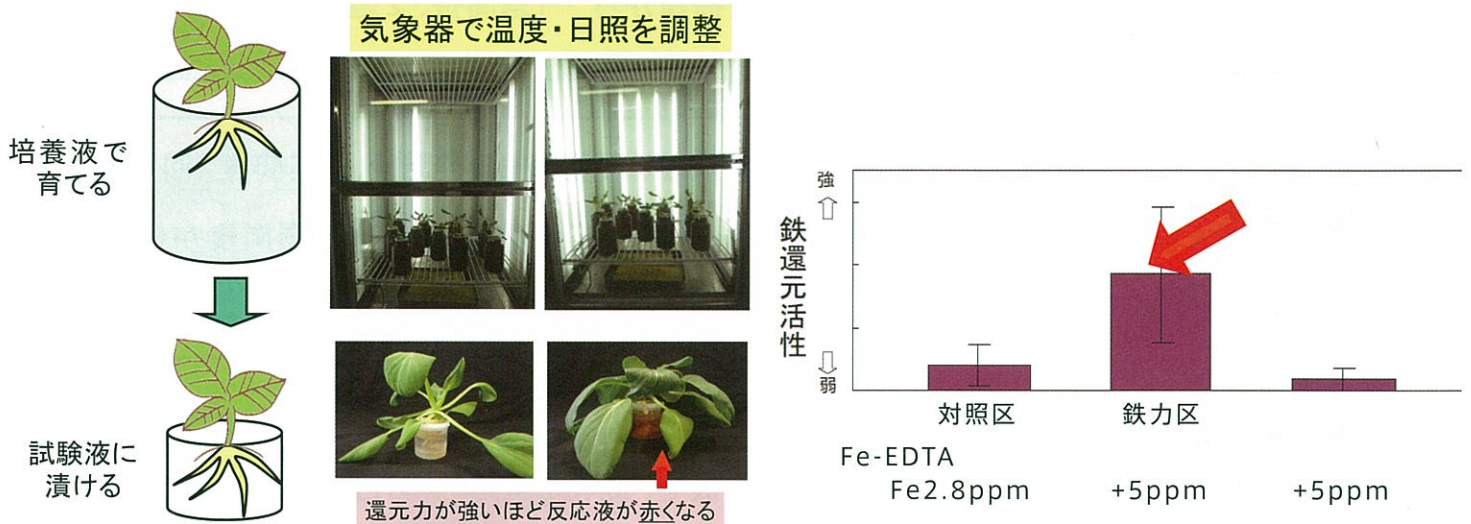 気象器で温度・日照を調整
培養液で
育てる
試験液に
漬ける
還元力が強いほど反応液が赤くなる
鉄還元活性
強
弱
対照区
鉄力区
Fe-EDTA
Fe2.8ppm
+5ppm
+5ppm